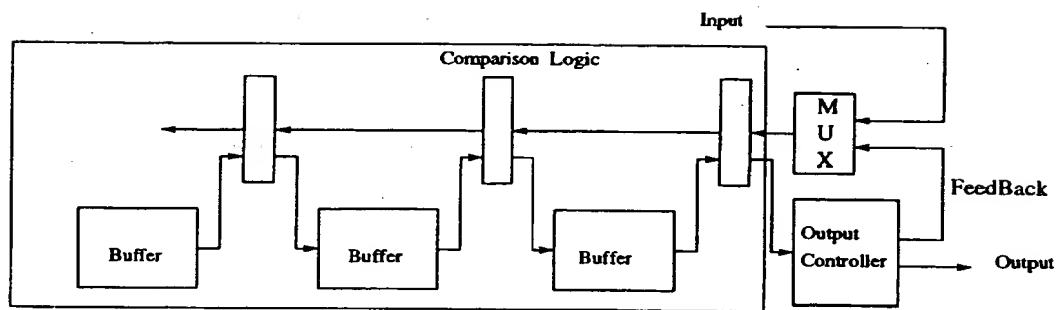 Input
Comparison Logic
M
U
X
FeedBack
Buffer
Buffer
Buffer
Output
Controller
Output